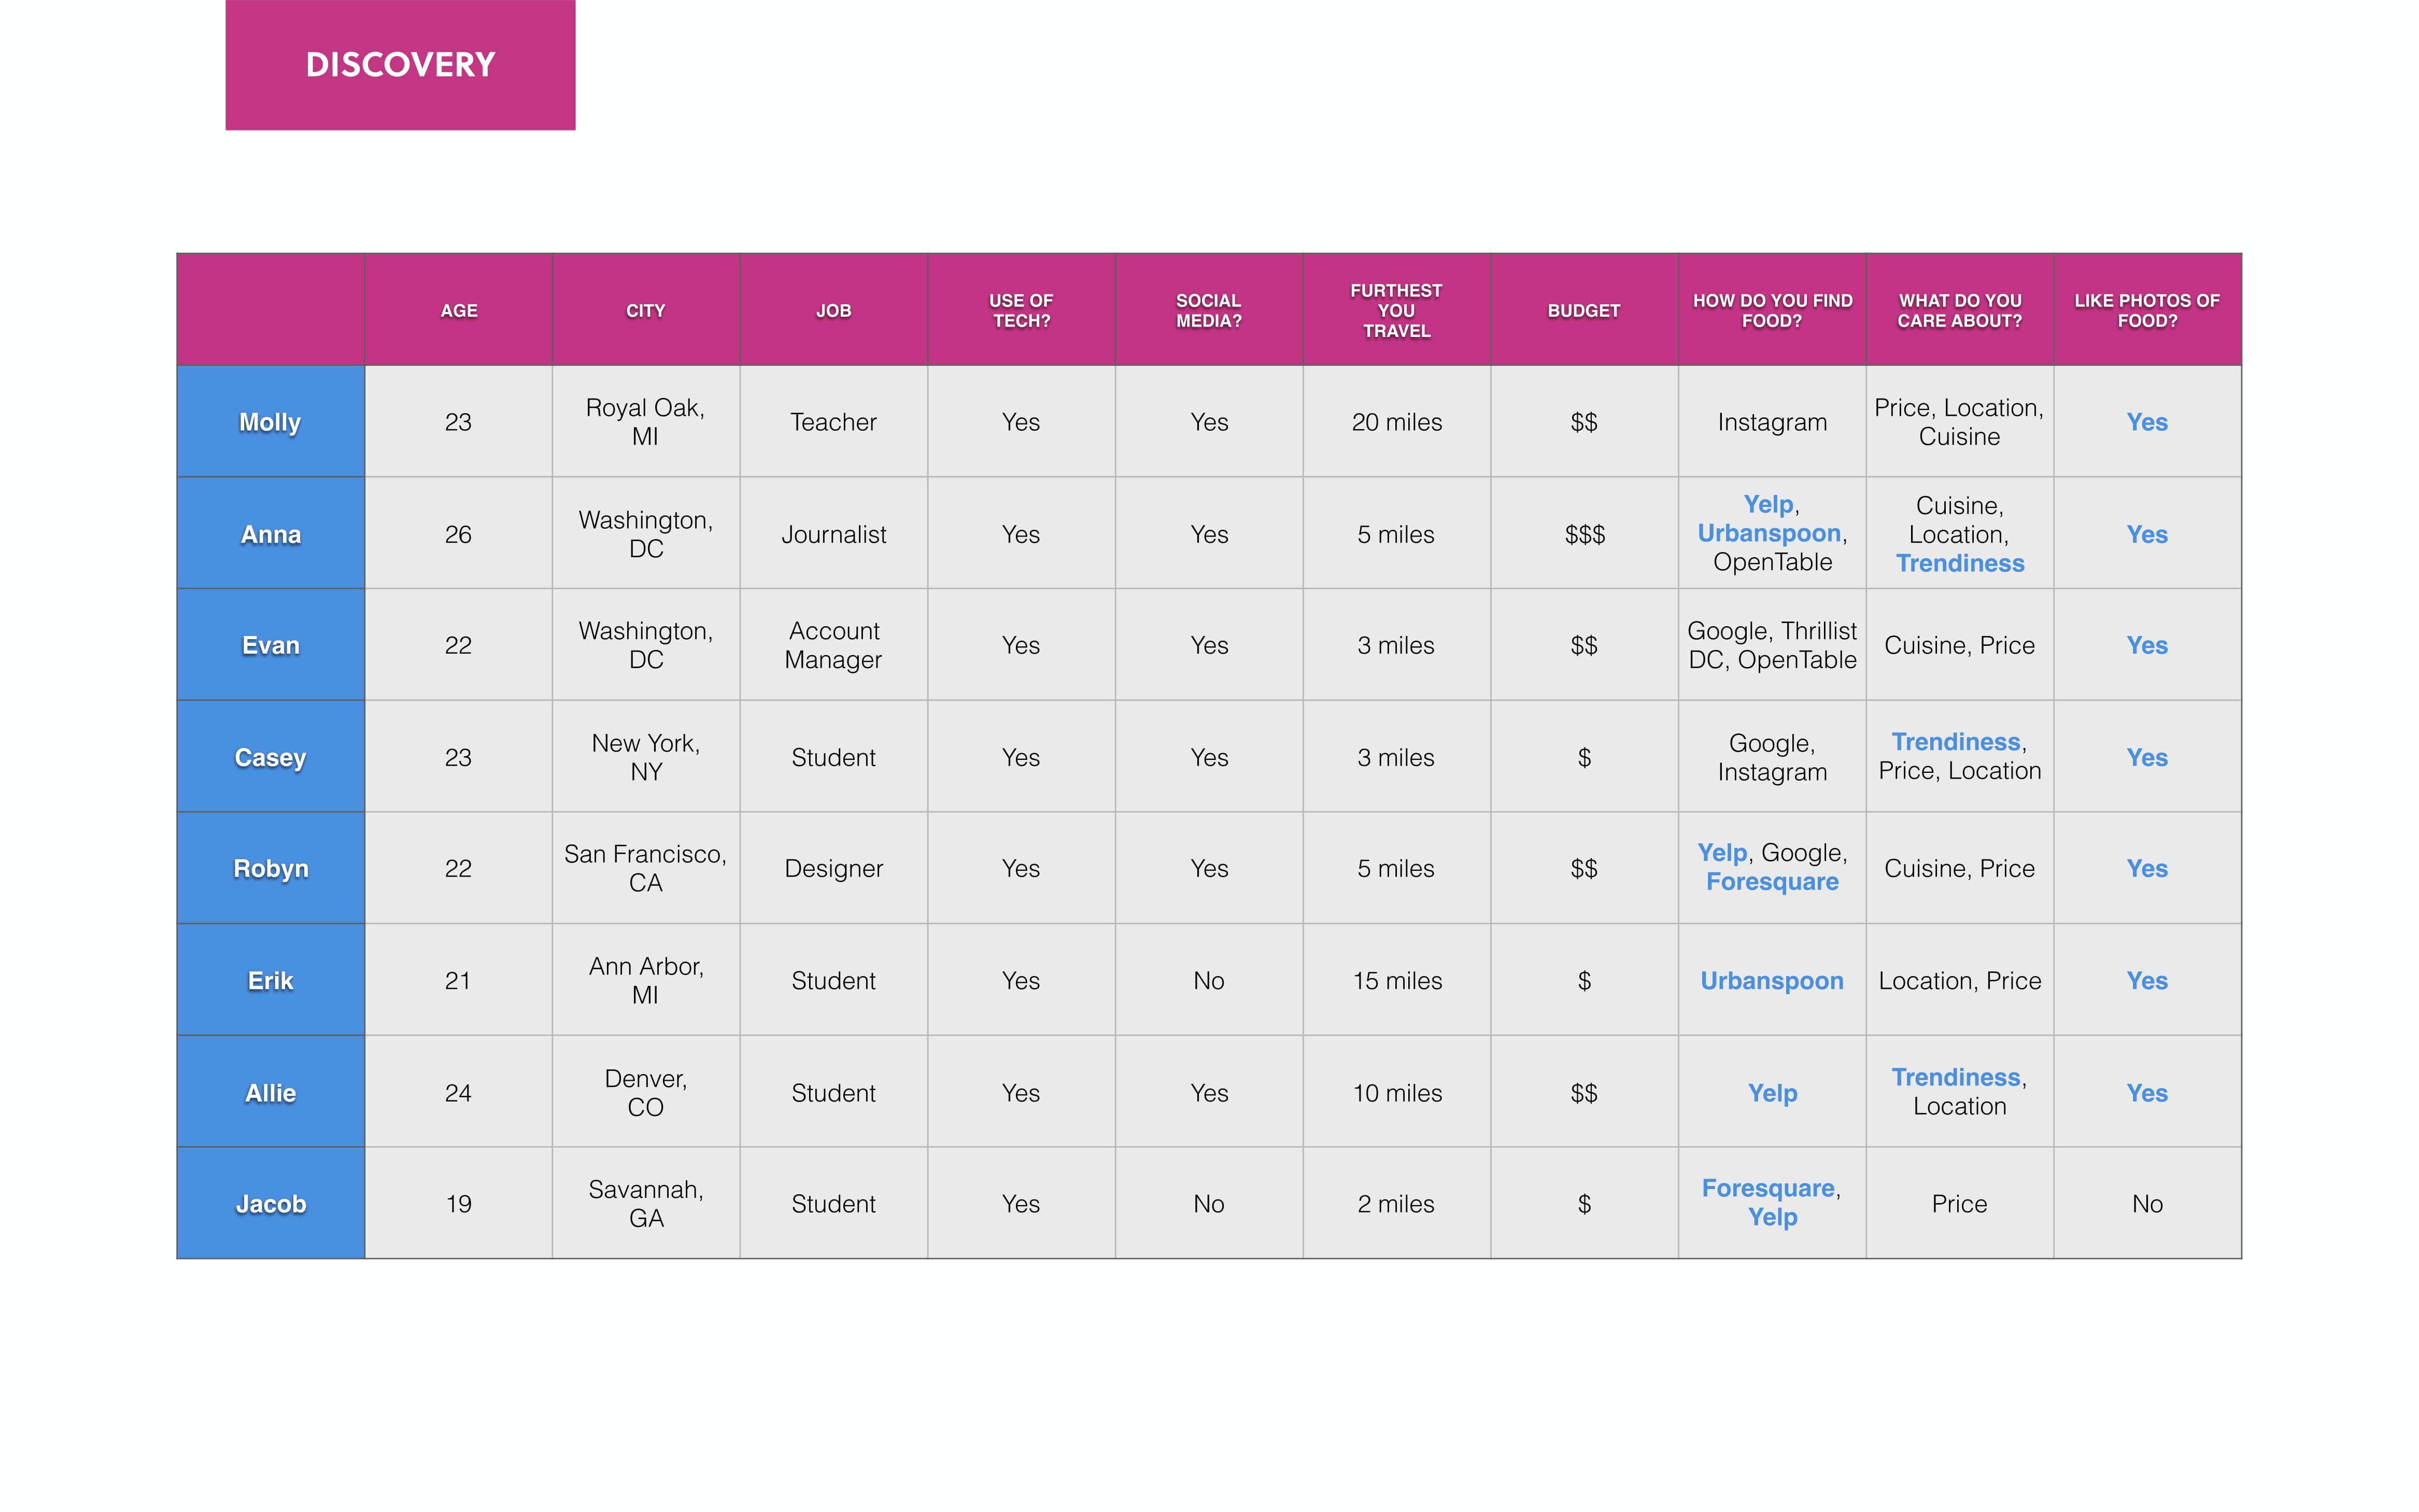 DISCOVERY
AGE
CITY
JOB
USE OF
TECH?
SOCIAL
MEDIA?
FURTHEST
YOU
TRAVEL
BUDGET
HOW DO YOU FIND
FOOD?
WHAT DO YOU
CARE ABOUT?
LIKE PHOTOS OF
FOOD?
Molly
23
Royal Oak,
MI
Teacher
Yes
Yes
20 miles
$$
Instagram
Price, Location,
Cuisine
Yes
Anna
26
Washington,
DC
Journalist
Yes
Yes
5 miles
$$$
Yelp,
Urbanspoon,
OpenTable
Cuisine,
Location,
Trendiness
Yes
Evan
22
Washington,
DC
Account
Manager
Yes
Yes
3 miles
$$
Google, Thrillist
DC, OpenTable
Cuisine, Price
Yes
Casey
23
New York,
NY
Student
Yes
Yes
3 miles
$
Google,
Instagram
Trendiness,
Price, Location
Yes
Robyn
22
San Francisco,
CA
Designer
Yes
Yes
5 miles
$$
Yelp, Google,
Foresquare
Cuisine, Price
Yes
Erik
21
Ann Arbor,
MI
Student
Yes
No
15 miles
$
Urbanspoon
Location, Price
Yes
Allie
24
Denver,
CO
Student
Yes
Yes
10 miles
$$
Yelp
Trendiness,
Location
Yes
Jacob
19
Savannah,
GA
Student
Yes
No
2 miles
$
Foresquare,
Yelp
Price
No